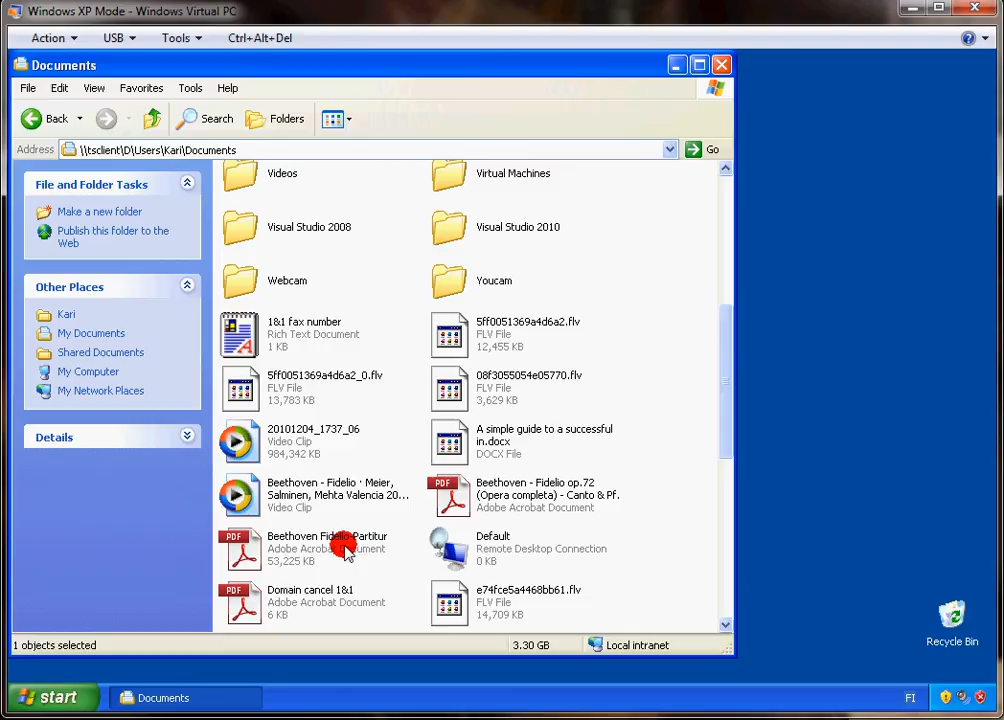 Windows XP Mode - Windows Virtual PC
Action USB Tools Ctrl+Alt+Del
Documents
File Edit View Favorites Tools Help
Back Search Folders
Address \\tsclient\D\Users\Kari\Documents Go
File and Folder Tasks
Make a new folder
Publish this folder to the
Web
Other Places
Kari
My Documents
Shared Documents
My Computer
My Network Places
Details
Videos
Virtual Machines
Visual Studio 2008
Visual Studio 2010
Webcam
Youcam
1&1 fax number
Rich Text Document
1 KB
5ff0051369a4d6a2.flv
FLV File
12,455 KB
5ff0051369a4d6a2_0.flv
FLV File
13,783 KB
08f3055054e05770.flv
FLV File
3,629 KB
20101204_1737_06
Video Clip
984,342 KB
A simple guide to a successful
in.docx
DOCX File
Beethoven - Fidelio · Meier,
Salminen, Mehta Valencia 20...
Video Clip
PDF
Beethoven - Fidelio op.72
(Opera completa) - Canto & Pf.
Adobe Acrobat Document
PDF
Beethoven Fidelio Partitur
Adobe Acrobat Document
53,225 KB
Default
Remote Desktop Connection
0 KB
PDF
Domain cancel 1&1
Adobe Acrobat Document
6 KB
e74fce5a4468bb61.flv
FLV File
14,709 KB
1 objects selected 3.30 GB Local intranet
Recycle Bin
start Documents FI